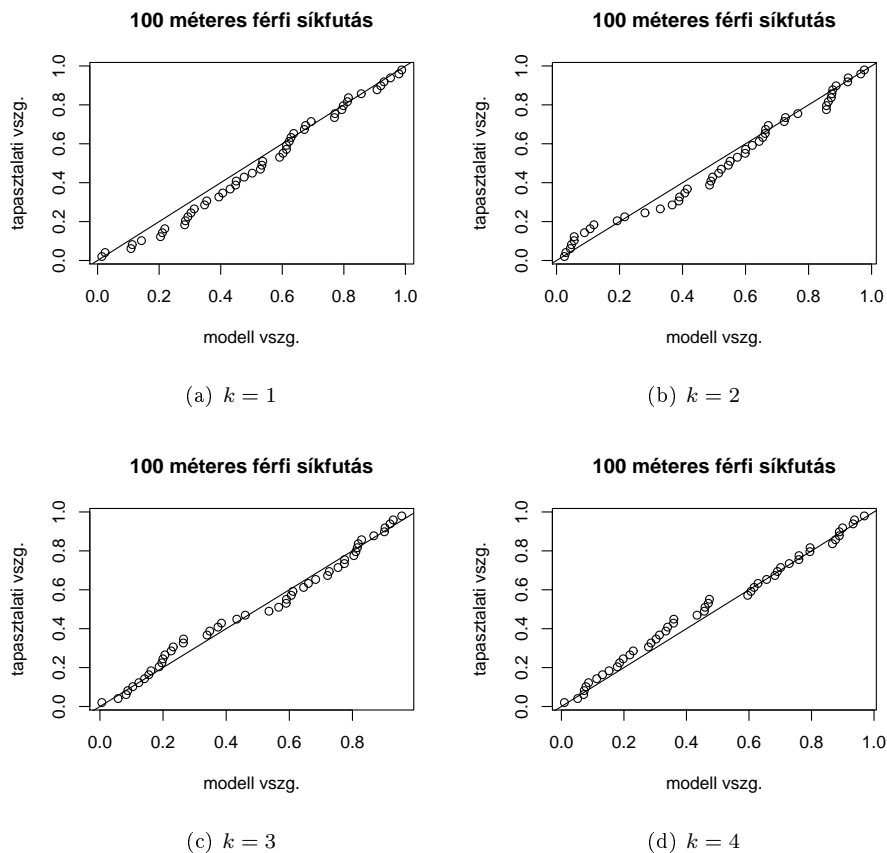 100 méteres férfi síkfutás
tapasztalati vszg.
0.0 0.2 0.4 0.6 0.8 1.0
0.0 0.2 0.4 0.6 0.8 1.0
modell vszg.
(a) k = 1
100 méteres férfi síkfutás
tapasztalati vszg.
0.0 0.2 0.4 0.6 0.8 1.0
0.0 0.2 0.4 0.6 0.8 1.0
modell vszg.
(b) k = 2
100 méteres férfi síkfutás
tapasztalati vszg.
0.0 0.2 0.4 0.6 0.8 1.0
0.0 0.2 0.4 0.6 0.8
modell vszg.
(c) k = 3
100 méteres férfi síkfutás
tapasztalati vszg.
0.0 0.2 0.4 0.6 0.8 1.0
0.0 0.2 0.4 0.6 0.8 1.0
modell vszg.
(d) k = 4